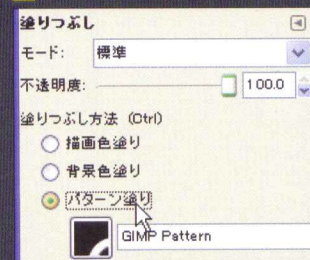 塗りつぶし
モード: 標準
不透明度: 100.0
塗りつぶし方法 (Ctrl)
描画色塗り
背景色塗り
パターン塗り
GIMP Pattern